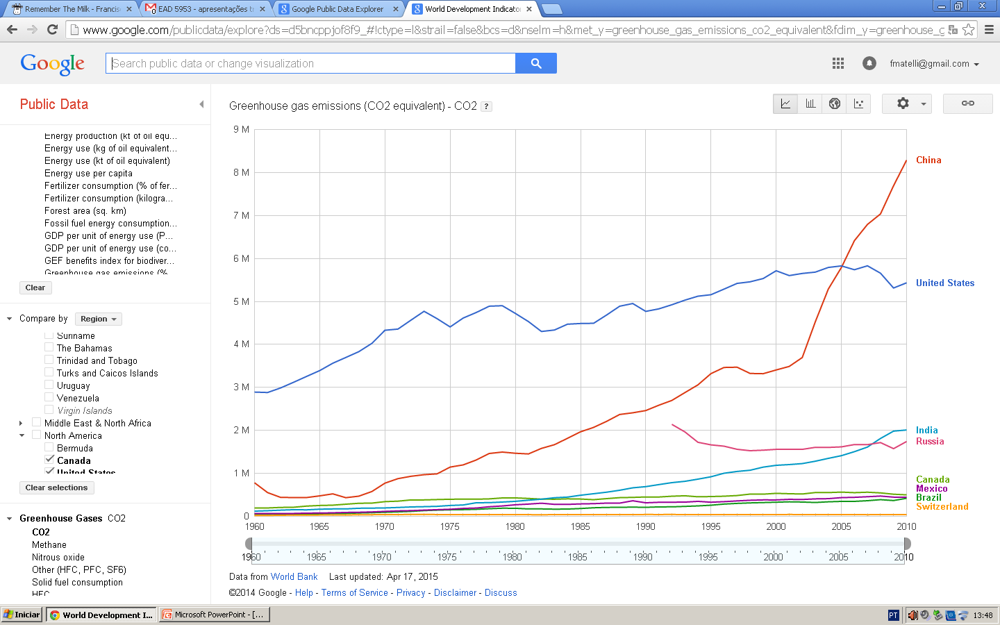 Remember The Milk - Francis
EAD 5953 - apresentações t
Google Public Data Explorer
World Development Indicato
www.google.com/publicdata/explore?ds=d5bncppjof8f9_#!ctype=l&strail=false&bcs=d&nselm=h&met_y=greenhouse_gas_emissions_co2_equivalent&fdim_y=greenhouse_g
Google
Search public data or change visualization
fmatelli@gmail.com
Public Data
Greenhouse gas emissions (CO2 equivalent) - CO2 ?
Energy production (kt of oil equ...
Energy use (kg of oil equivalent...
Energy use (kt of oil equivalent)
Energy use per capita
Fertilizer consumption (% of fer...
Fertilizer consumption (kilogra...
Forest area (sq. km)
Fossil fuel energy consumption...
GDP per unit of energy use (P...
GDP per unit of energy use (co...
GEF benefits index for biodiver...
Greenhouse gas emissions (%
Clear
Compare by Region
Suriname
The Bahamas
Trinidad and Tobago
Turks and Caicos Islands
Uruguay
Venezuela
Virgin Islands
Middle East & North Africa
North America
Bermuda
Canada
United States
Clear selections
Greenhouse Gases CO2
CO2
Methane
Nitrous oxide
Other (HFC, PFC, SF6)
Solid fuel consumption
HFC
9 M
8 M
7 M
6 M
5 M
4 M
3 M
2 M
1 M
0
China
United States
India
Russia
Canada
Mexico
Brazil
Switzerland
1960 1965 1970 1975 1980 1985 1990 1995 2000 2005 2010
1960 1965 1970 1975 1980 1985 1990 1995 2000 2005 2010
Data from World Bank Last updated: Apr 17, 2015
©2014 Google - Help - Terms of Service - Privacy - Disclaimer - Discuss
Iniciar
World Development I...
Microsoft PowerPoint - [...
PT
13:48